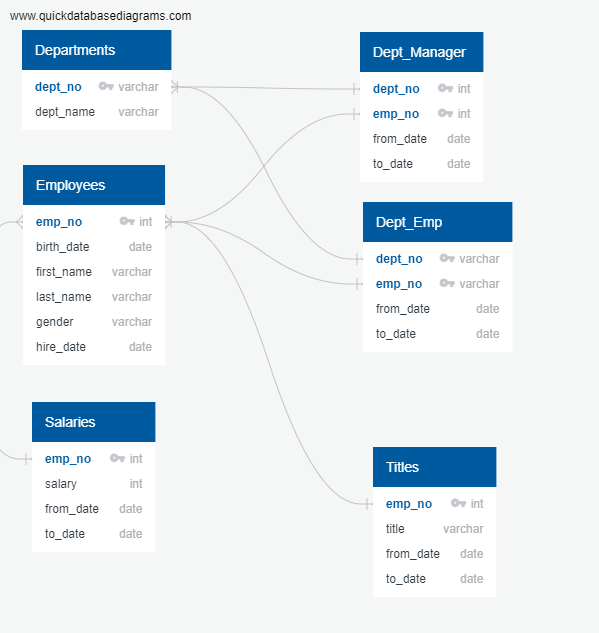 www.quickdatabasediagrams.com
Departments
dept_no varchar
dept_name varchar
Employees
emp_no int
birth_date date
first_name varchar
last_name varchar
gender varchar
hire_date date
Salaries
emp_no int
salary int
from_date date
to_date date
Dept_Manager
dept_no int
emp_no int
from_date date
to_date date
Dept_Emp
dept_no varchar
emp_no varchar
from_date date
to_date date
Titles
emp_no int
title varchar
from_date date
to_date date